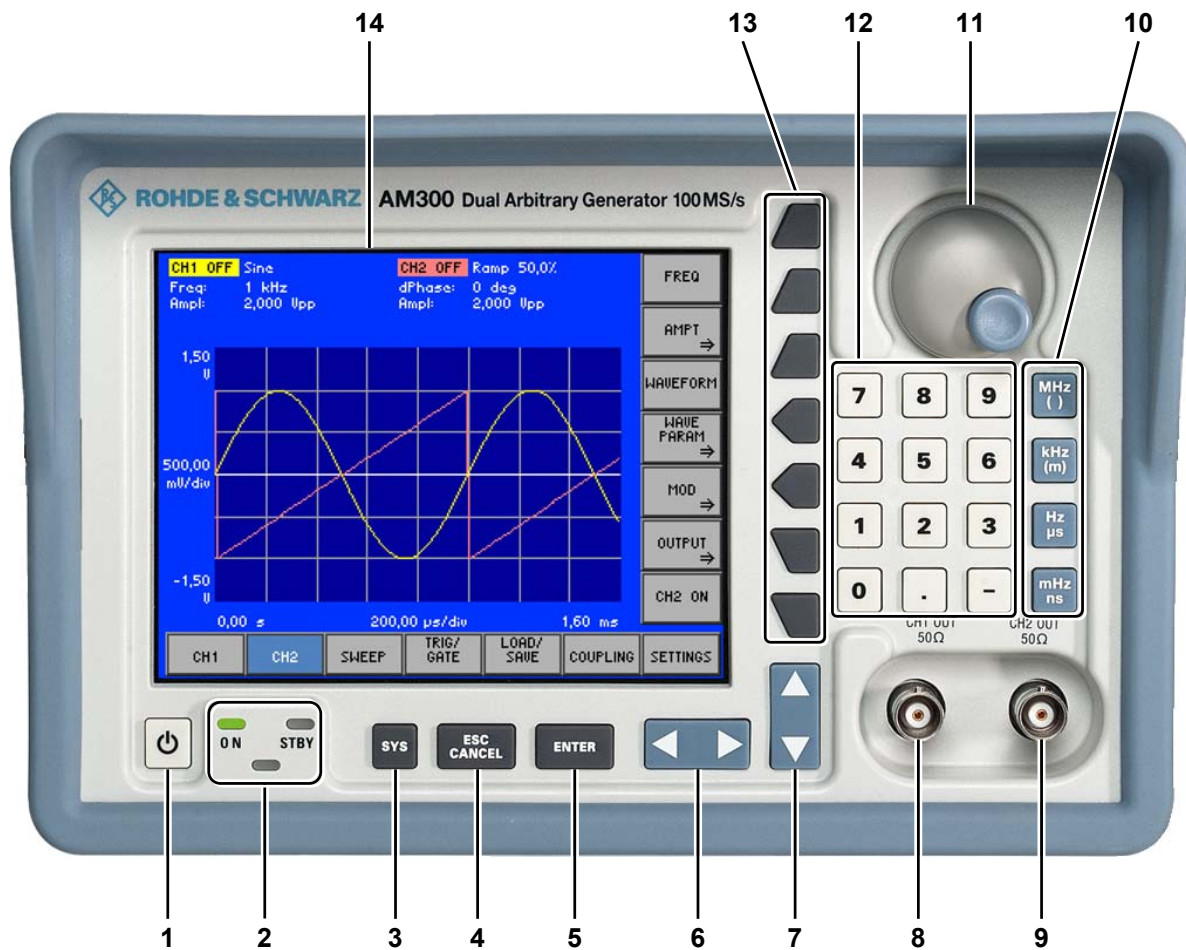 14 13 12 11 10
ROHDE & SCHWARZ AM300 Dual Arbitrary Generator 100 MS/s
CH1 OFF Sine
Freq: 1 kHz
Ampl: 2,000 Vpp
CH2 OFF Ramp 50,0%
dPhase: 0 deg
Ampl: 2,000 Vpp
1,50
V
500,00
mV/div
-1,50
V
0,00 s 200,00 µs/div 1,60 ms
FREQ
AMPT ⇒
WAVEFORM
WAVE
PARAM ⇒
MOD ⇒
OUTPUT ⇒
CH2 ON
CH1 CH2 SWEEP TRIG/
GATE LOAD/
SAVE COUPLING SETTINGS
7 8 9 MHz
( )
4 5 6 kHz
(m)
1 2 3 Hz
µs
0 . – mHz
ns
CH1 OUT
50Ω
CH2 OUT
50Ω
ON STBY
SYS
ESC
CANCEL
ENTER
1 2 3 4 5 6 7 8 9